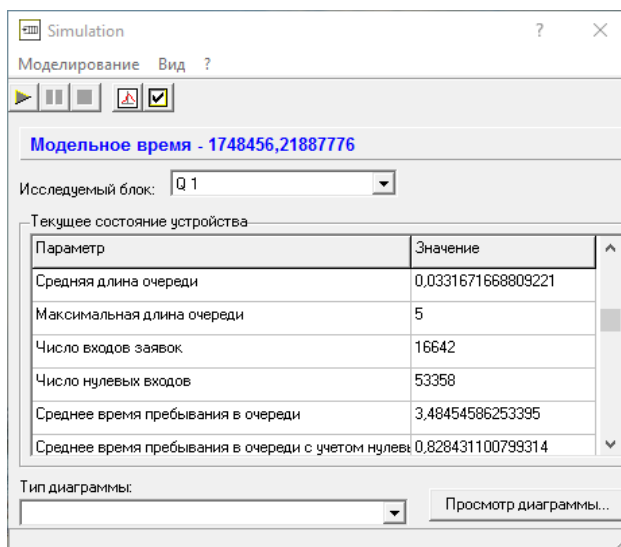 Simulation
Моделирование Вид ?
Модельное время - 1748456,21887776
Исследуемый блок: Q 1
Текущее состояние устройства
Параметр Значение
Средняя длина очереди 0,0331671668809221
Максимальная длина очереди 5
Число входов заявок 16642
Число нулевых входов 53358
Среднее время пребывания в очереди 3,48454586253395
Среднее время пребывания в очереди с учетом нулевы 0,828431100799314
Тип диаграммы:
Просмотр диаграммы...